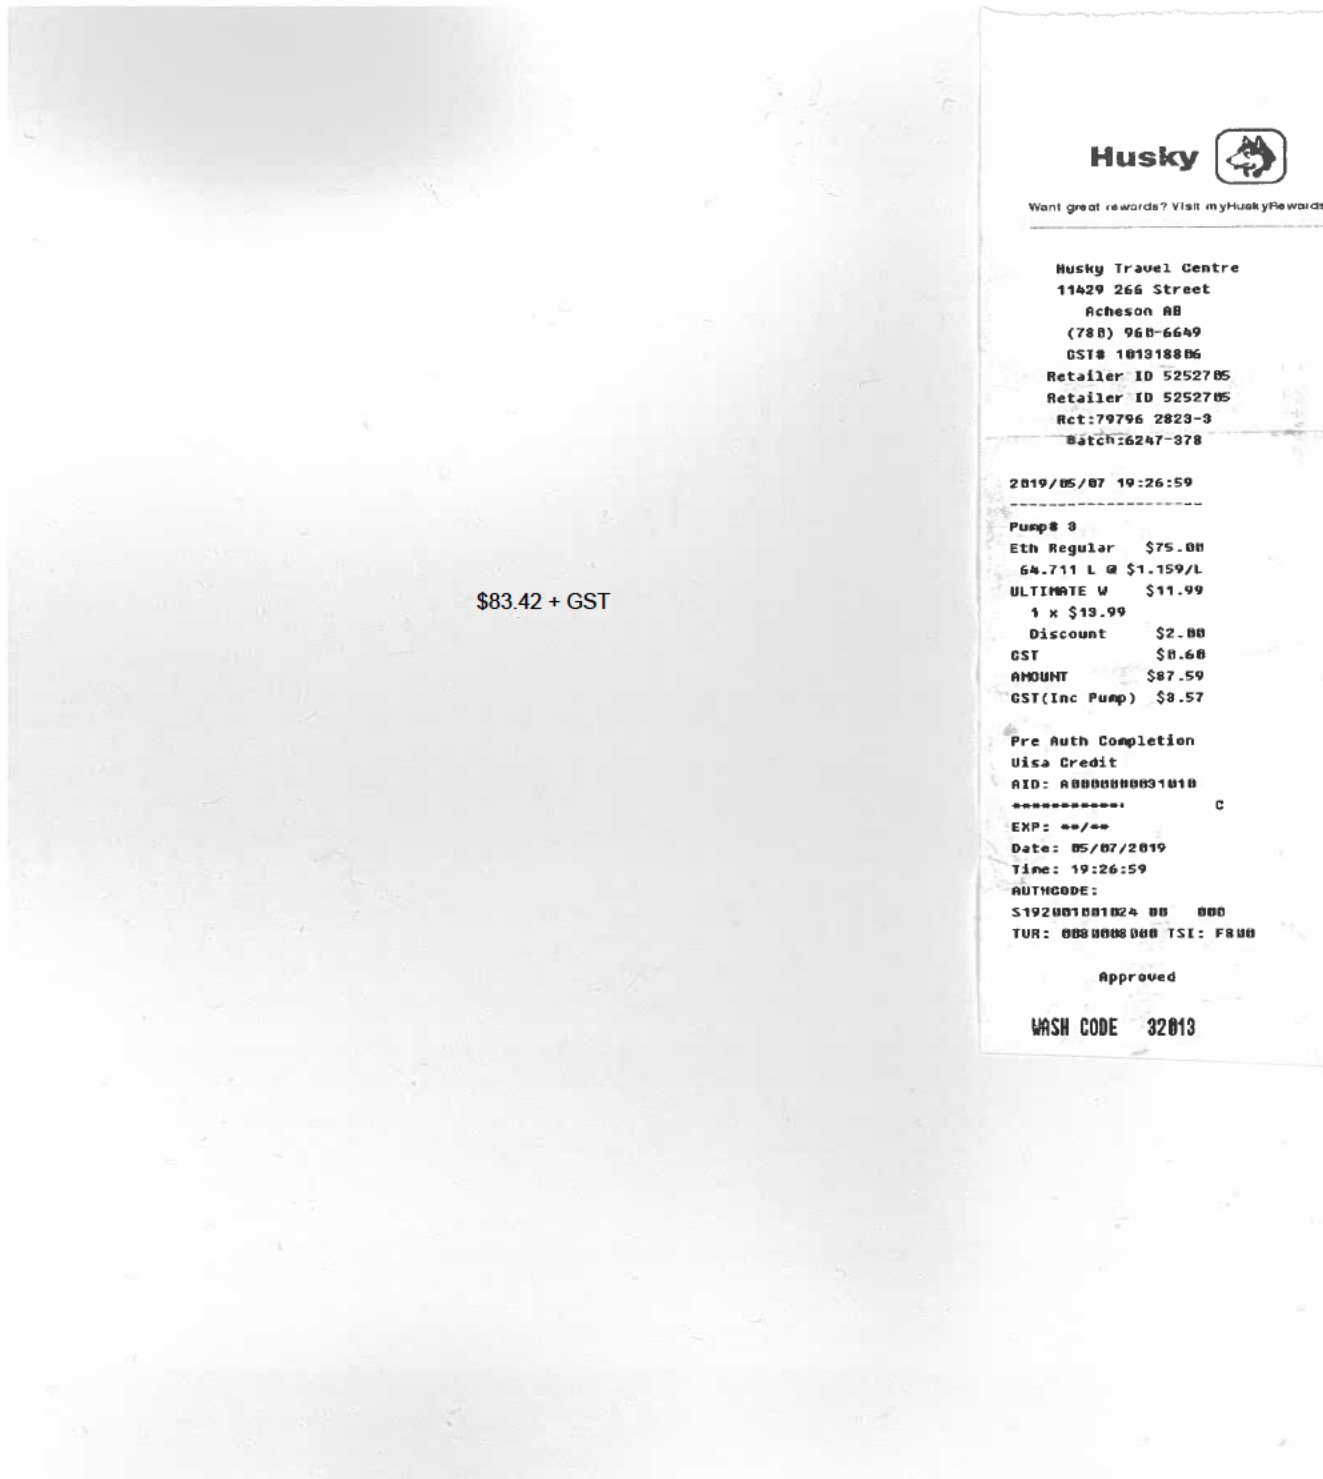 Husky
Want great rewards? Visit myHuskyRewards
Husky Travel Centre
11429 266 Street
Acheson AB
(780) 960-6649
GST# 101318806
Retailer ID 5252705
Retailer ID 5252705
Rct:79796 2823-3
Batch:6247-378
2019/05/07 19:26:59
--------------------
Pump# 3
Eth Regular $75.00
64.711 L @ $1.159/L
ULTIMATE W $11.99
1 x $13.99
Discount $2.00
GST $0.60
AMOUNT $87.59
GST(Inc Pump) $3.57
$83.42 + GST
Pre Auth Completion
Visa Credit
AID: A0000000031010
************ C
EXP: **/**
Date: 05/07/2019
Time: 19:26:59
AUTHCODE:
S192001001024 00 000
TVR: 0080008000 TSI: F800
Approved
WASH CODE 32013